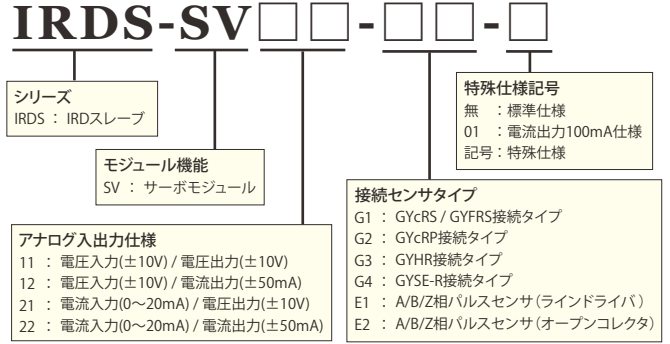 IRDS-SV□□-□□-□
シリーズ
IRDS ： IRDスレーブ
モジュール機能
SV ： サーボモジュール
アナログ入出力仕様
11 ： 電圧入力(±10V) / 電圧出力(±10V)
12 ： 電圧入力(±10V) / 電流出力(±50mA)
21 ： 電流入力(0～20mA) / 電圧出力(±10V)
22 ： 電流入力(0～20mA) / 電流出力(±50mA)
接続センサタイプ
G1 ： GYcRS / GYFRS接続タイプ
G2 ： GYcRP接続タイプ
G3 ： GYHR接続タイプ
G4 ： GYSE-R接続タイプ
E1 ： A/B/Z相パルスセンサ（ラインドライバ）
E2 ： A/B/Z相パルスセンサ（オープンコレクタ）
特殊仕様記号
無 ：標準仕様
01 ：電流出力100mA仕様
記号：特殊仕様